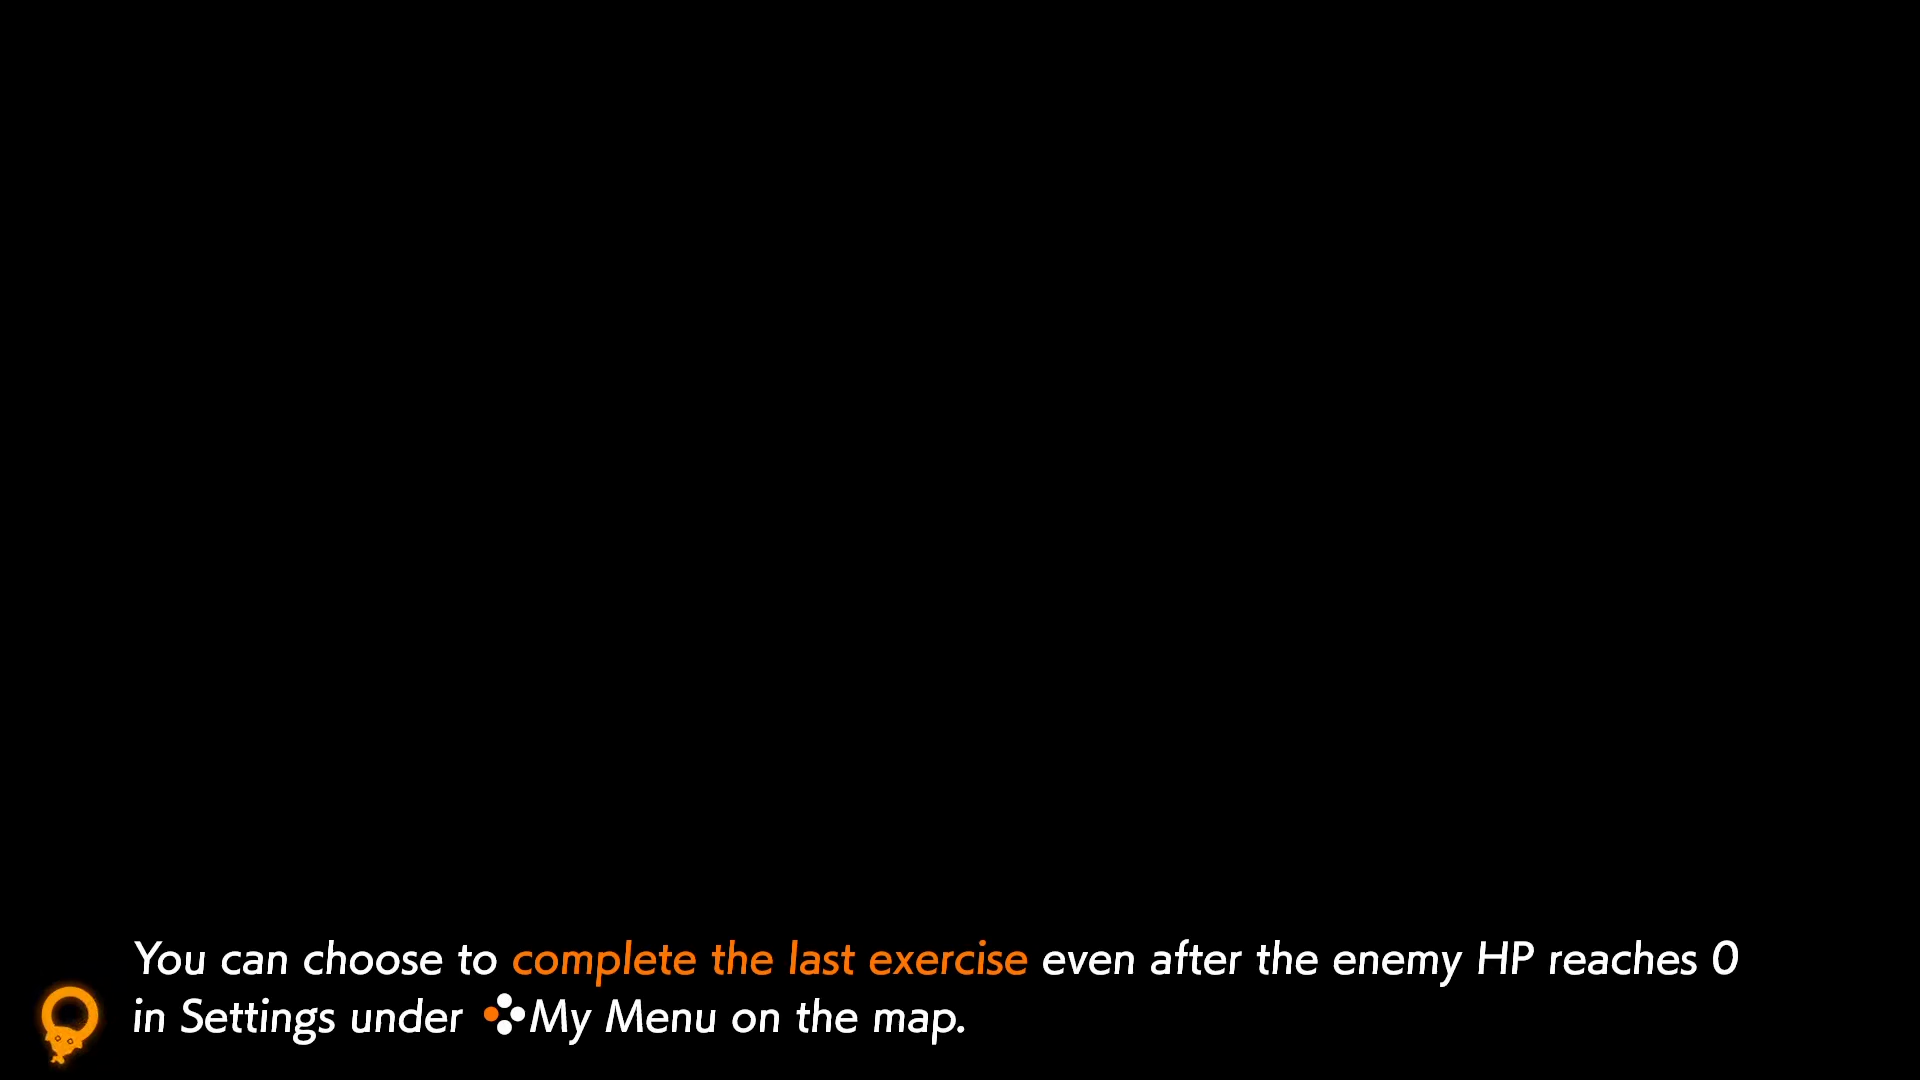 You can choose to complete the last exercise even after the enemy HP reaches 0
in Settings under My Menu on the map.